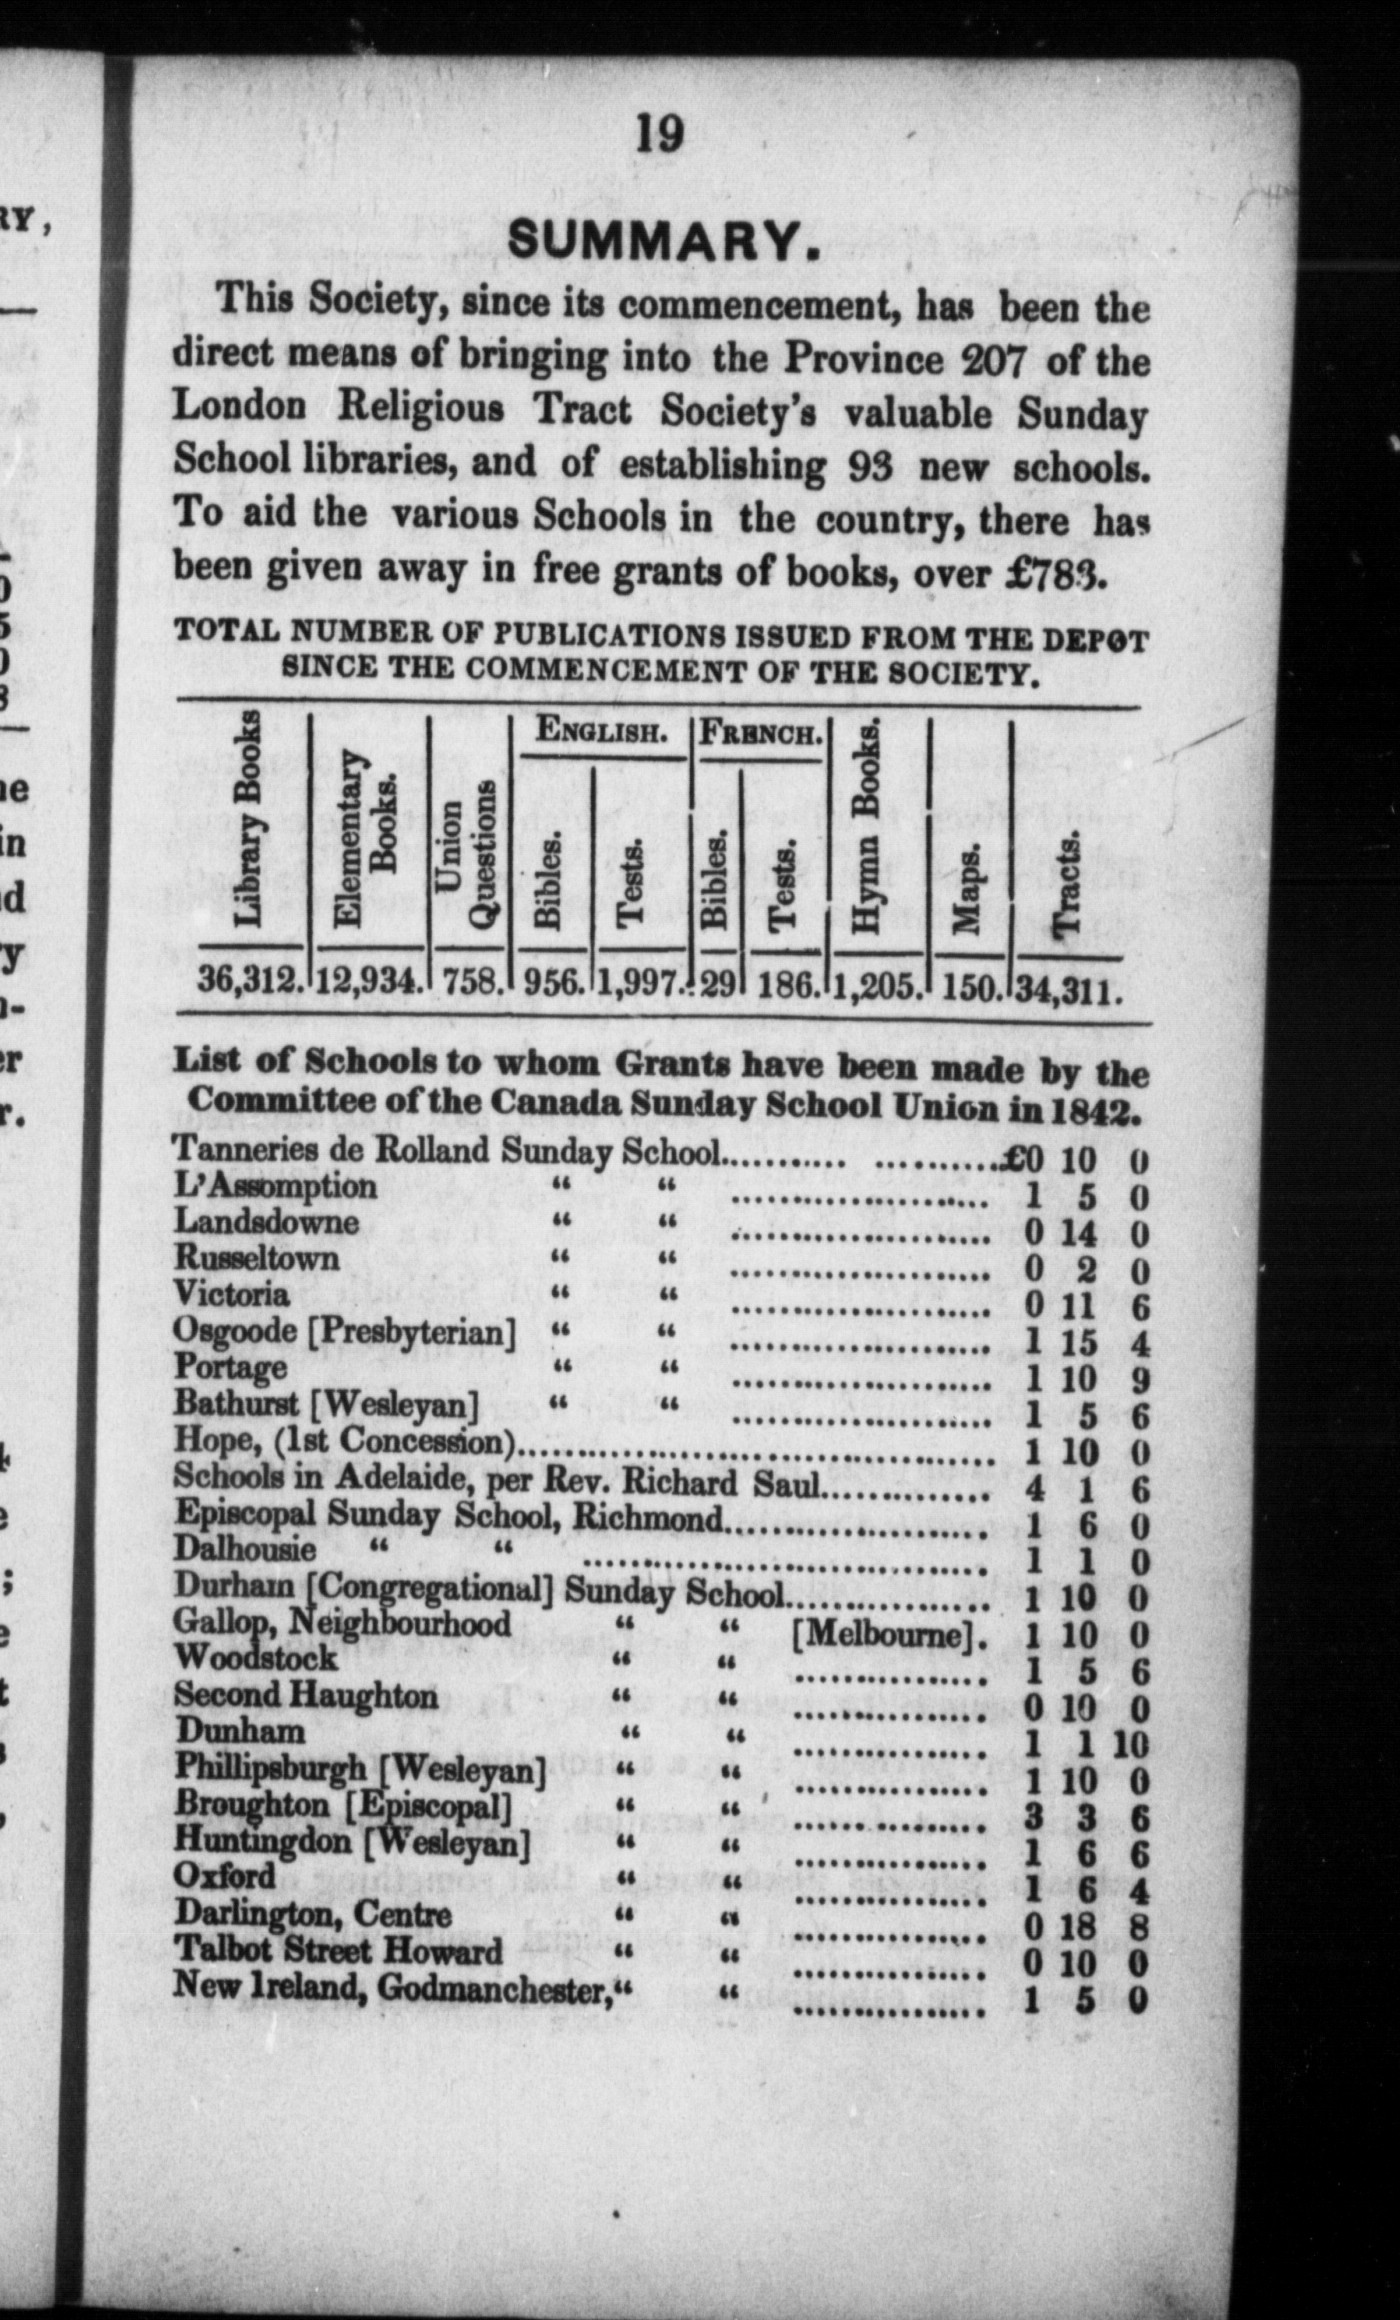 19
SUMMARY.
This Society, since its commencement, has been the
direct means of bringing into the Province 207 of the
London Religious Tract Society's valuable Sunday
School libraries, and of establishing 93 new schools.
To aid the various Schools in the country, there has
been given away in free grants of books, over £783.
TOTAL NUMBER OF PUBLICATIONS ISSUED FROM THE DEPOT
SINCE THE COMMENCEMENT OF THE SOCIETY.
Library Books
Elementary
Books.
Union
Questions
ENGLISH.
Bibles.
Tests.
FRENCH.
Bibles.
Tests.
Hymn Books.
Maps.
Tracts.
36,312. 12,934. 758. 956. 1,997. 29 186. 1,205. 150. 34,311.
List of Schools to whom Grants have been made by the
Committee of the Canada Sunday School Union in 1842.
Tanneries de Rolland Sunday School..................... £0 10 0
L'Assomption " " ...................... 1 5 0
Landsdowne " " ...................... 0 14 0
Russeltown " " ...................... 0 2 0
Victoria " " ...................... 0 11 6
Osgoode [Presbyterian] " " ...................... 1 15 4
Portage " " ...................... 1 10 9
Bathurst [Wesleyan] " " ...................... 1 5 6
Hope, (1st Concession)...................................... 1 10 0
Schools in Adelaide, per Rev. Richard Saul............... 4 1 6
Episcopal Sunday School, Richmond...................... 1 6 0
Dalhousie " " .................................. 1 1 0
Durham [Congregational] Sunday School................. 1 10 0
Gallop, Neighbourhood " " [Melbourne]. 1 10 0
Woodstock " " ................. 1 5 6
Second Haughton " " ................. 0 10 0
Dunham " " ................. 1 1 10
Phillipsburgh [Wesleyan] " " ................. 1 10 0
Broughton [Episcopal] " " ................. 3 3 6
Huntingdon [Wesleyan] " " ................. 1 6 6
Oxford " " ................. 1 6 4
Darlington, Centre " " ................. 0 18 8
Talbot Street Howard " " ................. 0 10 0
New Ireland, Godmanchester, " " ................. 1 5 0